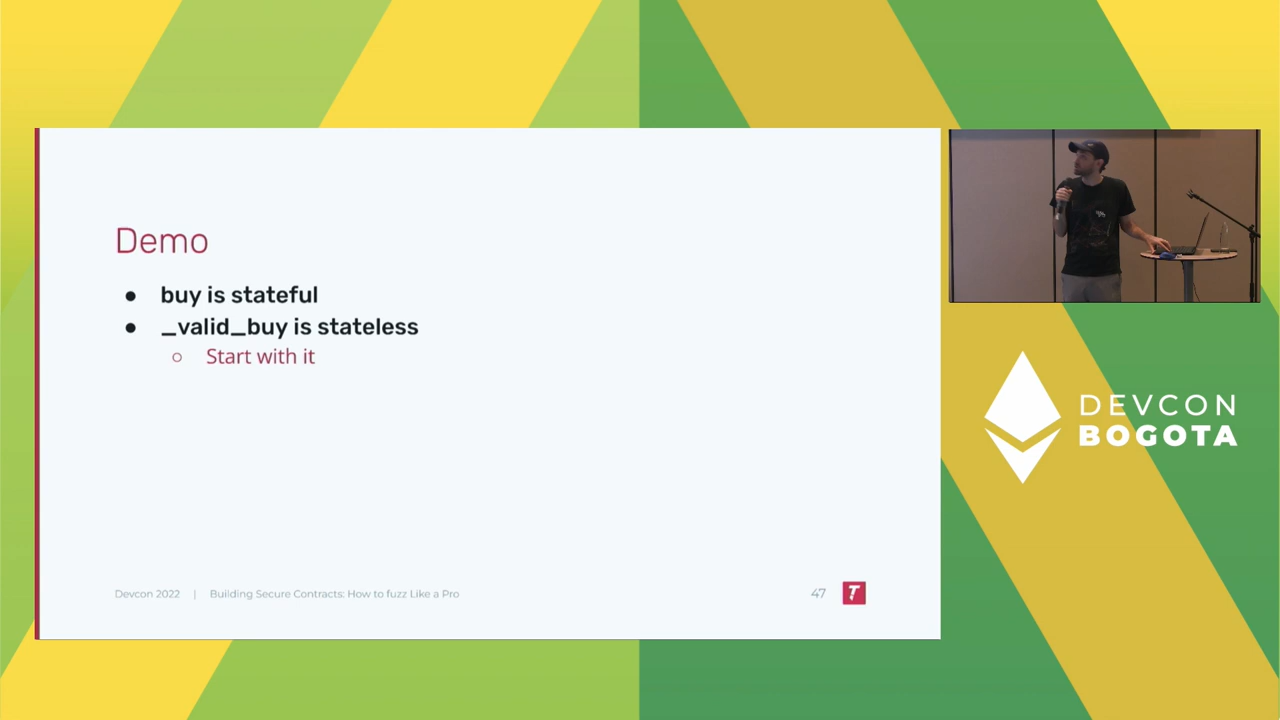 Demo
● buy is stateful
● _valid_buy is stateless
○ Start with it
Devcon 2022 | Building Secure Contracts: How to fuzz Like a Pro
47
DEVCON
BOGOTA